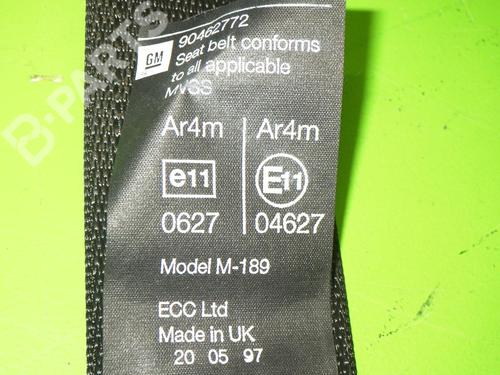 GM
90462772
Seat belt conforms
to all applicable
MVSS
Ar4m Ar4m
e11 E11
0627 04627
Model M-189
ECC Ltd
Made in UK
20 05 97
B-PARTS